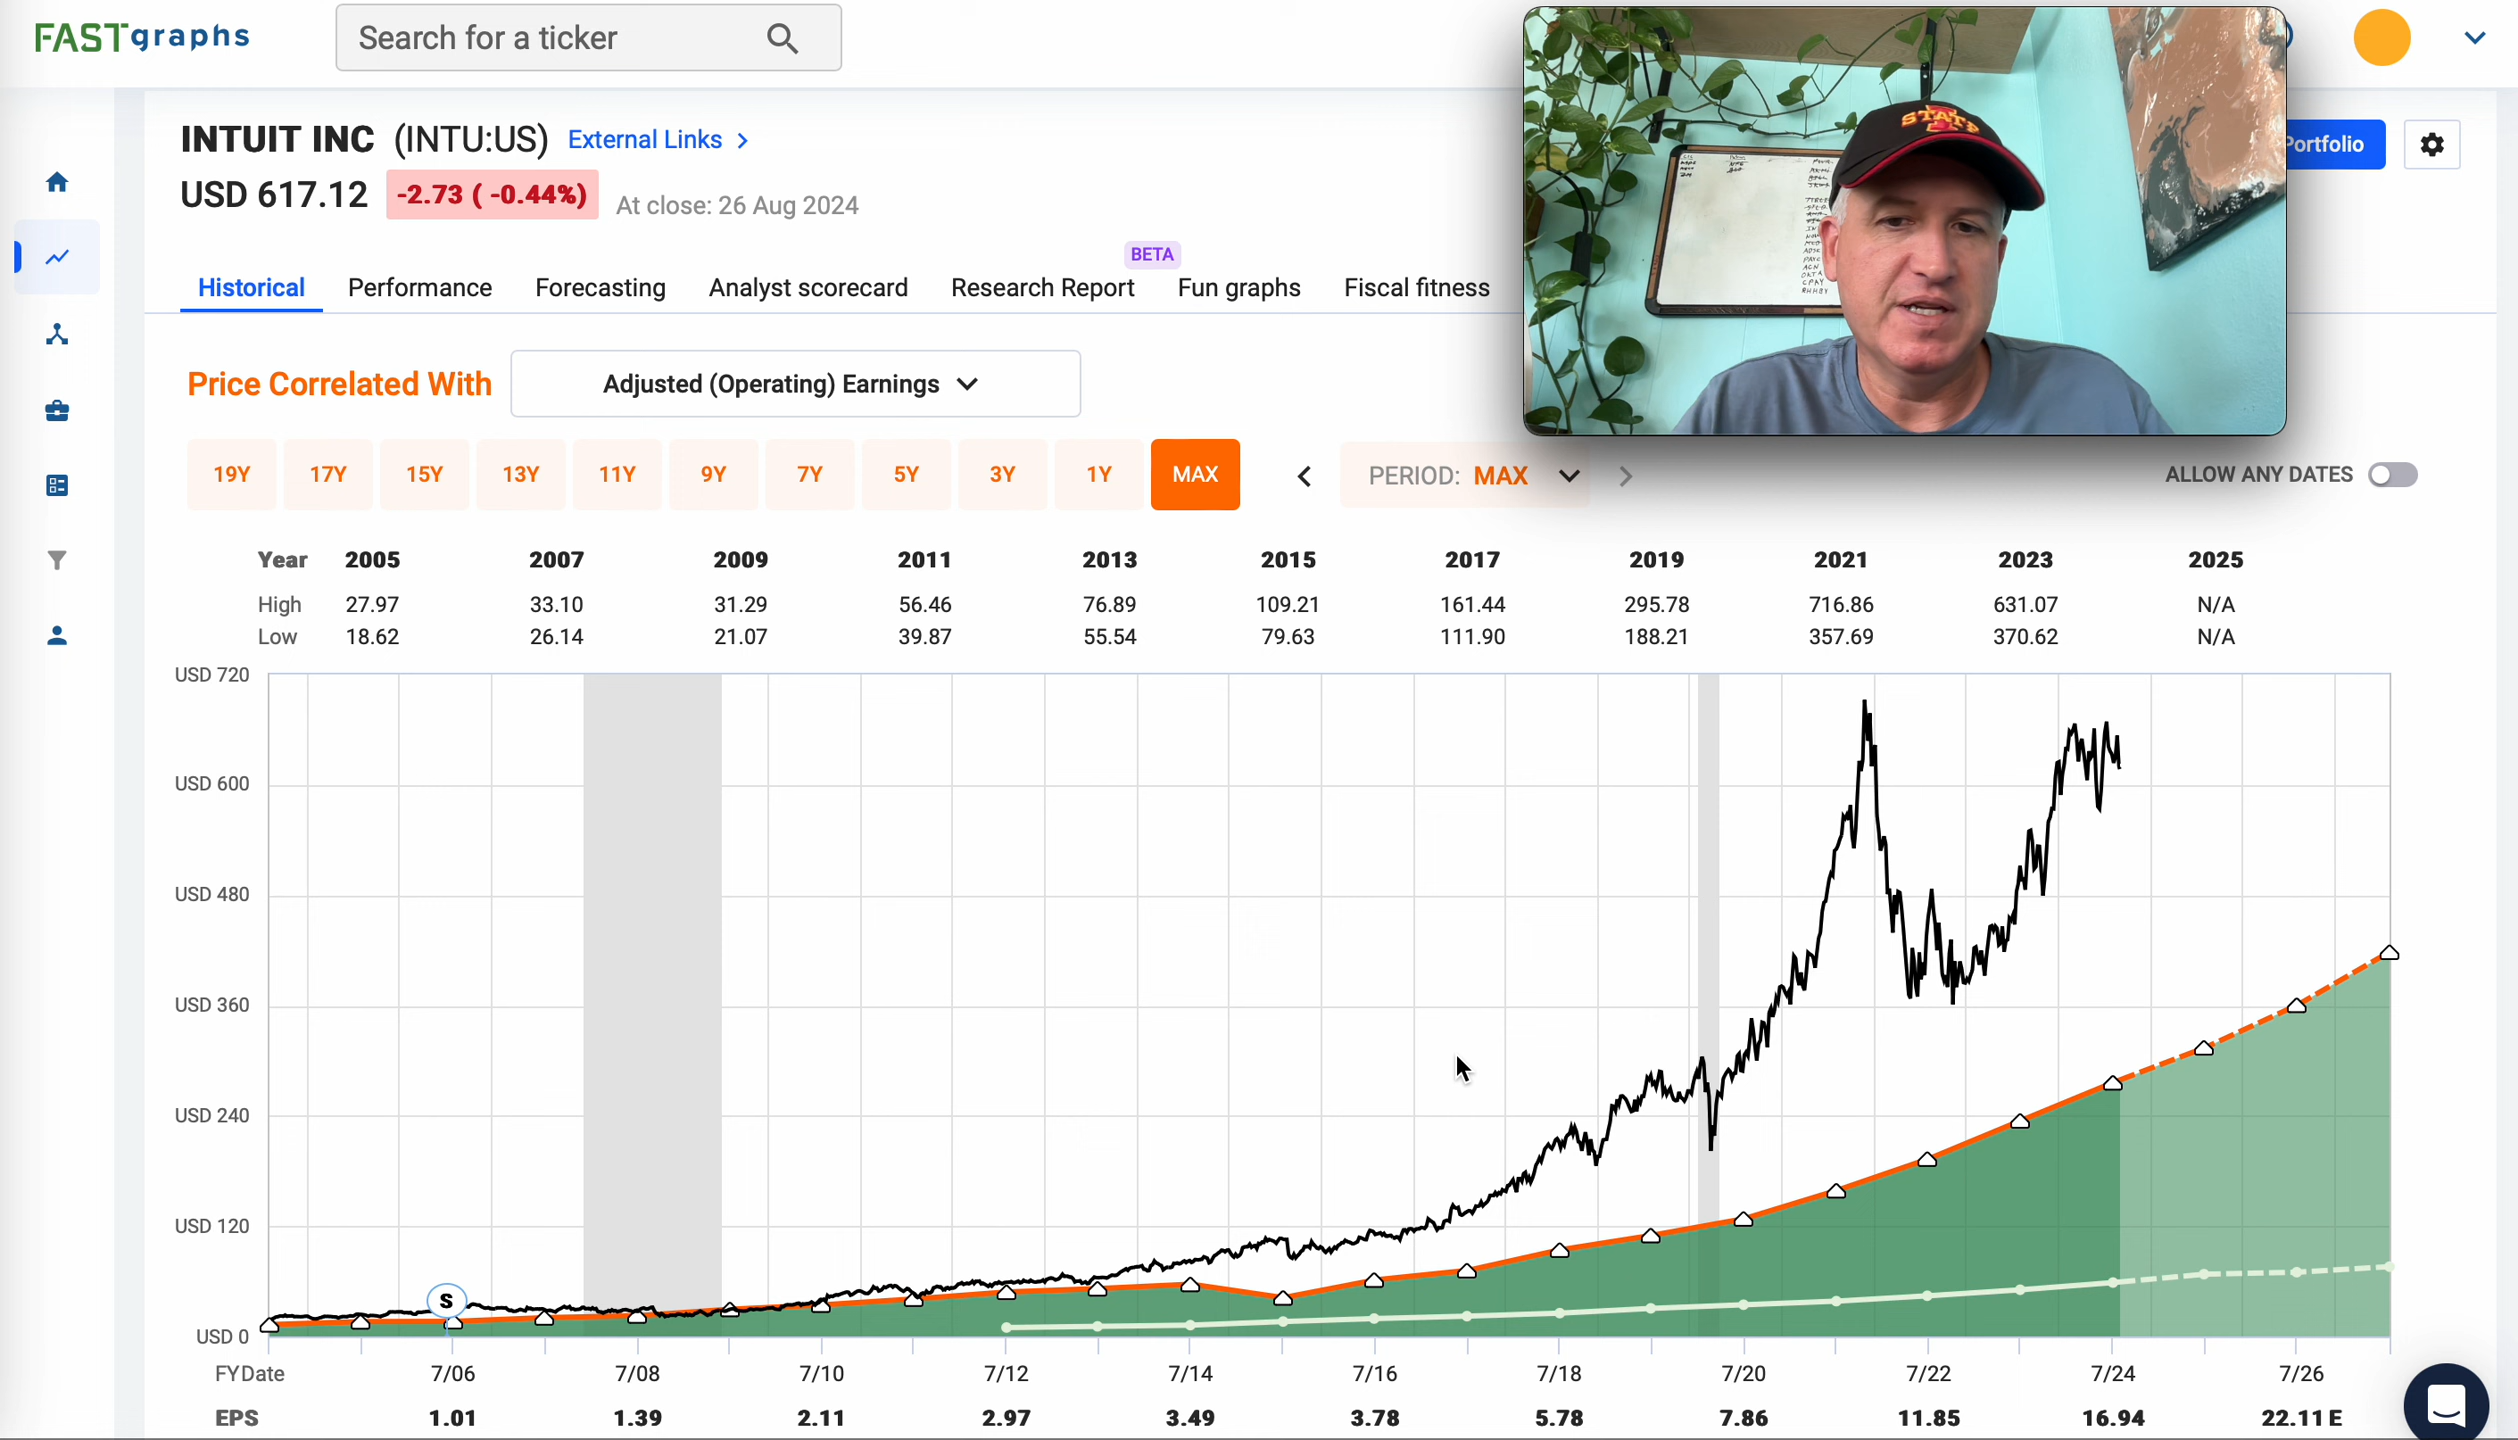 FASTgraphs
Search for a ticker
INTUIT INC (INTU:US) External Links >
USD 617.12 -2.73 ( -0.44%) At close: 26 Aug 2024
Portfolio
STATE
BETA
Historical Performance Forecasting Analyst scorecard Research Report Fun graphs Fiscal fitness
Price Correlated With Adjusted (Operating) Earnings
19Y 17Y 15Y 13Y 11Y 9Y 7Y 5Y 3Y 1Y MAX PERIOD: MAX ALLOW ANY DATES
Year 2005 2007 2009 2011 2013 2015 2017 2019 2021 2023 2025
High 27.97 33.10 31.29 56.46 76.89 109.21 161.44 295.78 716.86 631.07 N/A
Low 18.62 26.14 21.07 39.87 55.54 79.63 111.90 188.21 357.69 370.62 N/A
USD 720
USD 600
USD 480
USD 360
USD 240
USD 120
S
USD 0
FYDate 7/06 7/08 7/10 7/12 7/14 7/16 7/18 7/20 7/22 7/24 7/26
EPS 1.01 1.39 2.11 2.97 3.49 3.78 5.78 7.86 11.85 16.94 22.11 E